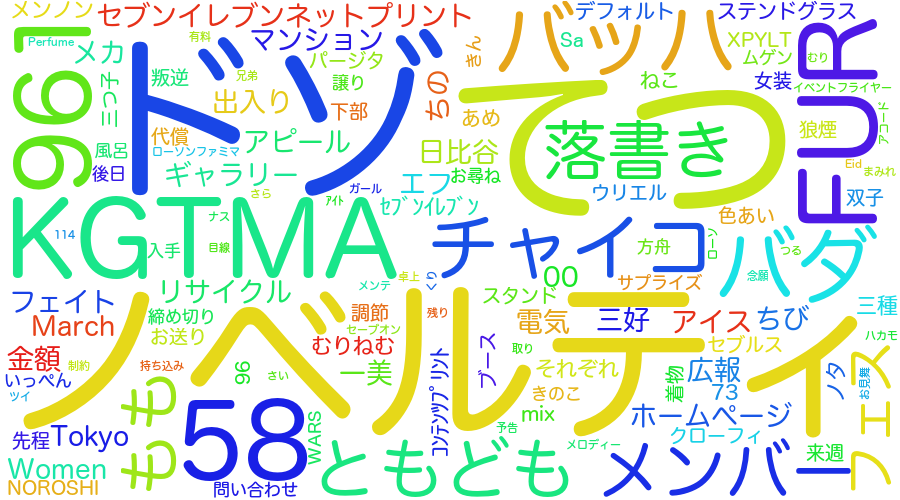 メンノン
セブンイレブンネットプリント
デフォルト
ステンドグラス
Perfume
有料
マンション
バッハ
Sa
XPYLT
メカ
パージタ
きん
ムゲン
むり
1961
叛逆
兄弟
譲り
ちの
ねこ
女装
イベントフライヤー
三つ子
ドゾ
出入り
下部
あめ
てつ
落書き
狼煙
アコード
FUR
代償
アピール
風呂
ローソンファミマ
日比谷
Eid
まみれ
後日
ギャラリー
ガール
エフ
お尋ね
ウリエル
双子
さら
ｱｲﾄ
ｾﾌﾞﾝｲﾚﾌﾞﾝ
色あい
KGTMA
ナス
チャイコ
方舟
ローソ
バダ
114
入手
目線
つる
00
念願
リサイクル
メンテ
卓上
くり
サプライズ
フェイト
スタンド
三種
March
締め切り
調節
残り
電気
三好
アイス
ちび
お送り
セーブオン
むりねむ
ハカモ
ノベルティ
金額
制約
持ち込み
ｺﾝﾃﾝﾂﾌﾟﾘﾝﾄ
ブース
取り
それぞれ
セブルス
いっぺん
96
さい
一美
着物
広報
ノタ
お見舞
フェス
ツイ
もも
58
きのこ
73
mix
ホームページ
先程
Tokyo
WARS
予告
クローフィ
Women
ともども
メロディー
メンバー
来週
NOROSHI
問い合わせ